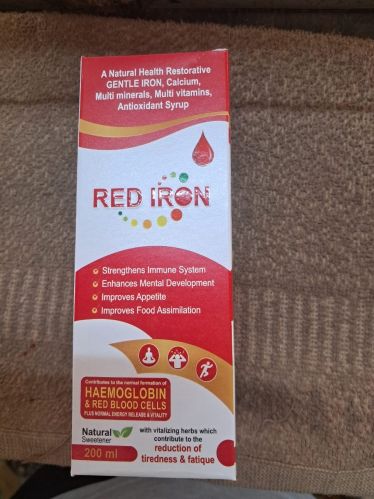 A Natural Health Restorative
GENTLE IRON, Calcium,
Multi minerals, Multi vitamins,
Antioxidant Syrup
RED IRON
Strengthens Immune System
Enhances Mental Development
Improves Appetite
Improves Food Assimilation
Contributes to the normal formation of
HAEMOGLOBIN
& RED BLOOD CELLS
PLUS NORMAL ENERGY RELEASE & VITALITY
Natural
Sweetener
200 ml
with vitalizing herbs which
contribute to the
reduction of
tiredness & fatique